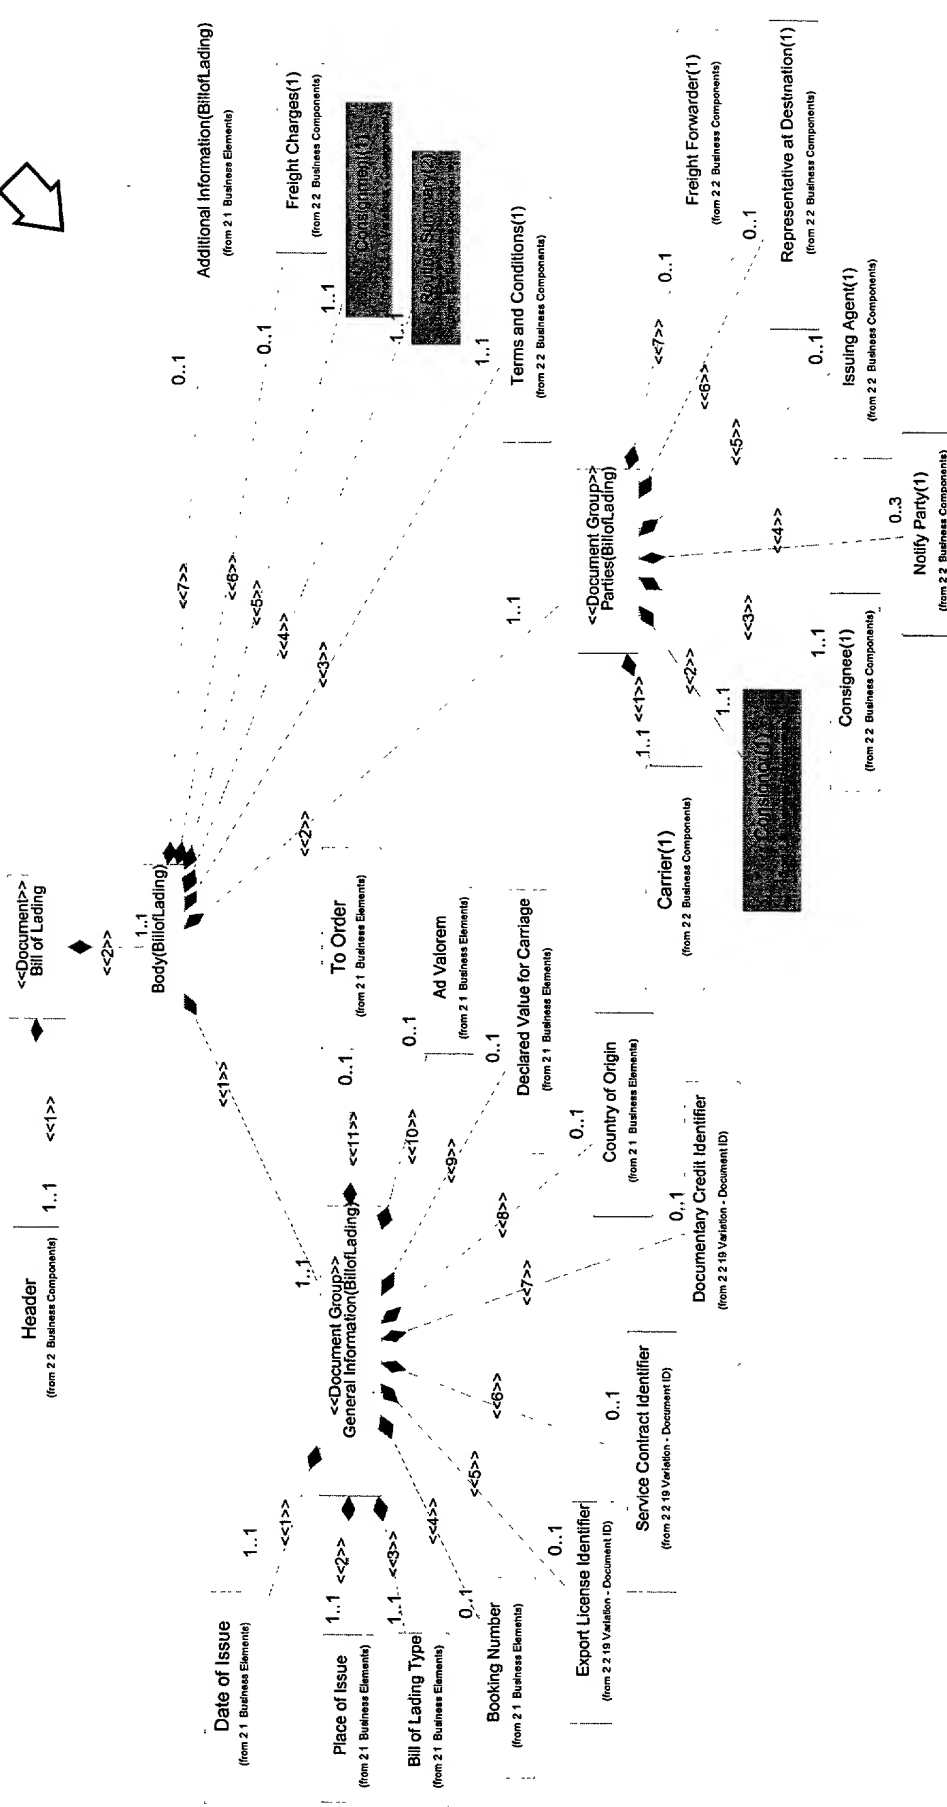 <<Document>>
Bill of Lading
<<1>>
1..1
Header
(from 2 2 Business Components)
<<2>>
1..1
Body(BillofLading)
<<1>>
1..1
<<Document Group>>
General Information(BillofLading)
<<1>>
1..1
Date of Issue
(from 2 1 Business Elements)
<<2>>
1..1
Place of Issue
(from 2 1 Business Elements)
<<3>>
1..1
Bill of Lading Type
(from 2 1 Business Elements)
<<4>>
0..1
Booking Number
(from 2 1 Business Elements)
<<5>>
0..1
Export License Identifier
(from 2 2 19 Variation - Document ID)
<<6>>
0..1
Service Contract Identifier
(from 2 2 19 Variation - Document ID)
<<7>>
0..1
Documentary Credit Identifier
(from 2 2 19 Variation - Document ID)
<<8>>
0..1
Country of Origin
(from 2 1 Business Elements)
<<9>>
0..1
Declared Value for Carriage
(from 2 1 Business Elements)
<<10>>
0..1
Ad Valorem
(from 2 1 Business Elements)
<<11>>
0..1
To Order
(from 2 1 Business Elements)
<<2>>
1..1
<<Document Group>>
Parties(BillofLading)
<<1>>
1..1
Carrier(1)
(from 2 2 Business Components)
<<2>>
1..1
Consignor(1)
<<3>>
1..1
Consignee(1)
(from 2 2 Business Components)
<<4>>
0..3
Notify Party(1)
(from 2 2 Business Components)
<<5>>
0..1
Issuing Agent(1)
(from 2 2 Business Components)
<<6>>
0..1
Representative at Destination(1)
(from 2 2 Business Components)
<<7>>
0..1
Freight Forwarder(1)
(from 2 2 Business Components)
<<3>>
1..1
Terms and Conditions(1)
(from 2 2 Business Components)
<<4>>
1..1
Routing Summary(2)
<<5>>
1..1
Consignment(1)
<<6>>
0..1
Freight Charges(1)
(from 2 2 Business Components)
<<7>>
0..1
Additional Information(BillofLading)
(from 2 1 Business Elements)